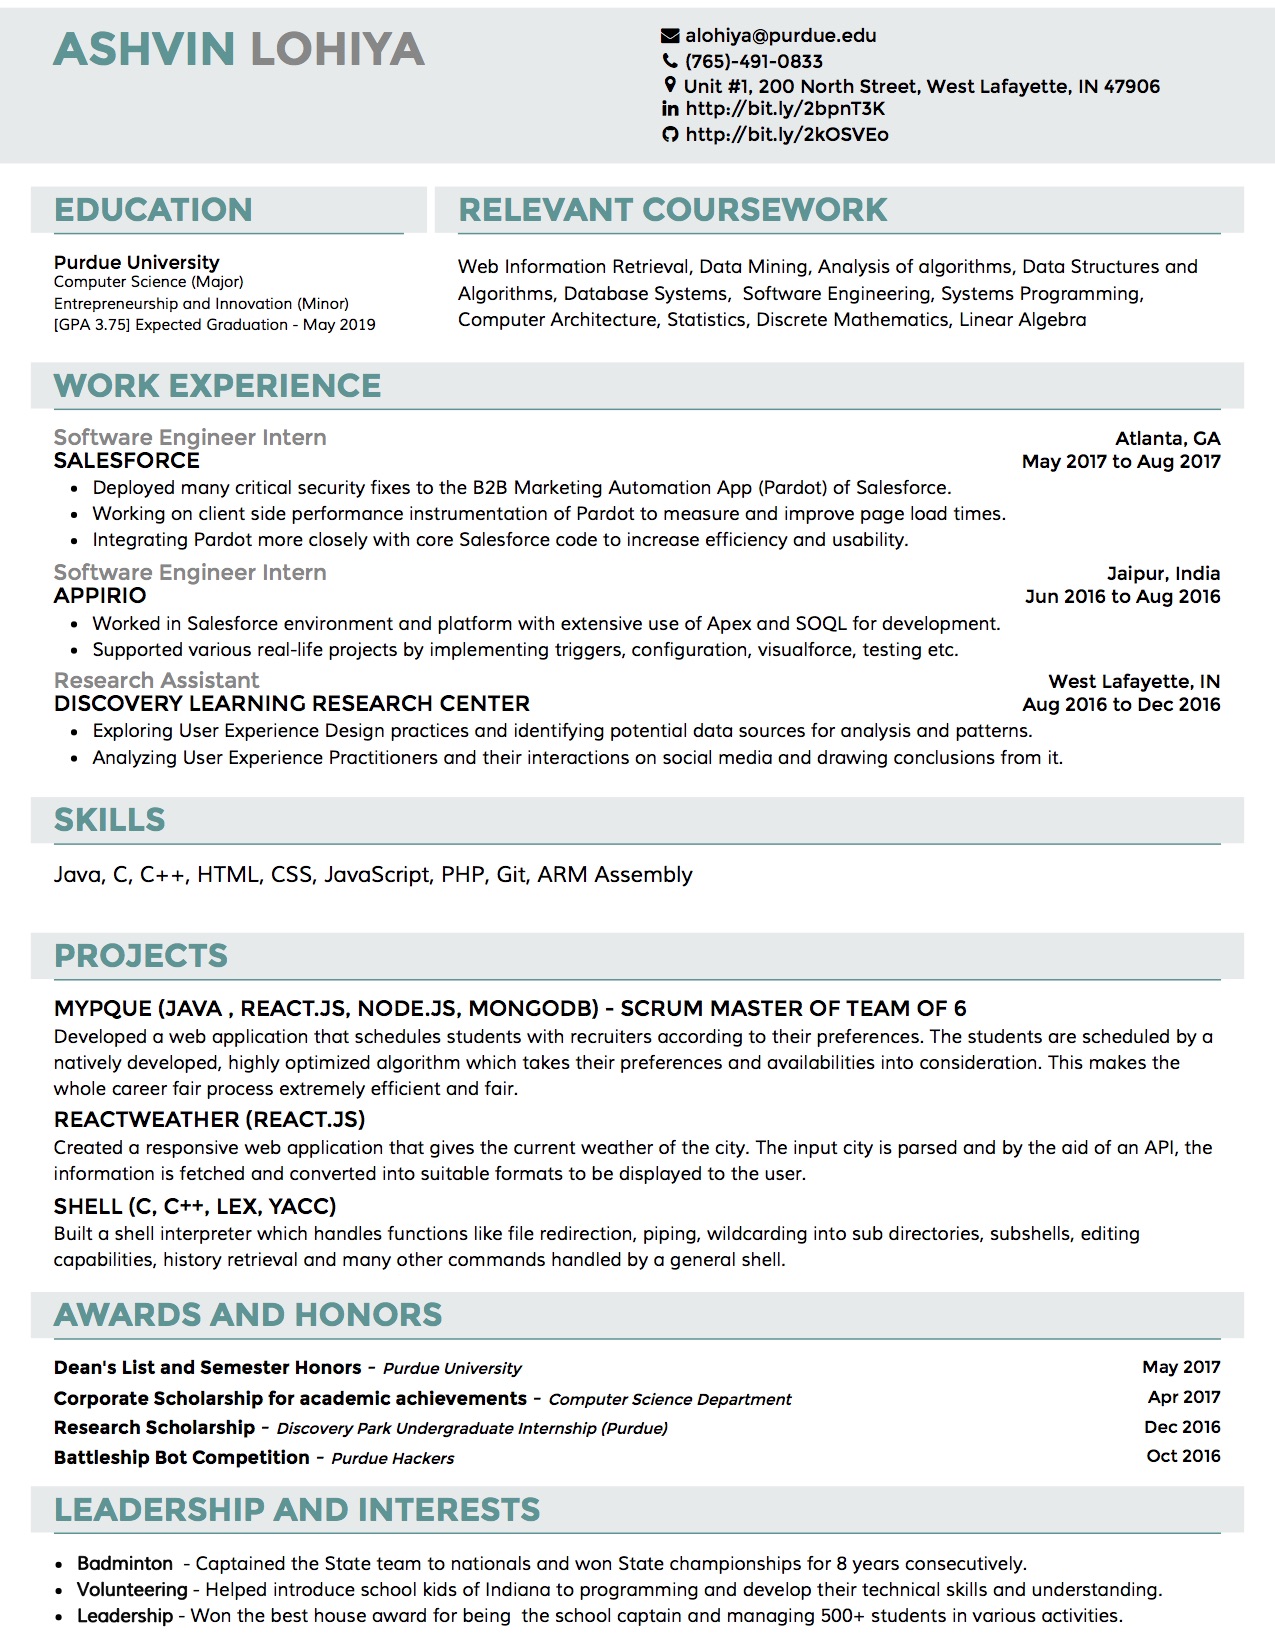 ASHVIN LOHIYA
alohiya@purdue.edu
(765)-491-0833
Unit #1, 200 North Street, West Lafayette, IN 47906
http://bit.ly/2bpnT3K
http://bit.ly/2kOSVEo
EDUCATION
Purdue University
Computer Science (Major)
Entrepreneurship and Innovation (Minor)
[GPA 3.75] Expected Graduation - May 2019
RELEVANT COURSEWORK
Web Information Retrieval, Data Mining, Analysis of algorithms, Data Structures and
Algorithms, Database Systems,  Software Engineering, Systems Programming,
Computer Architecture, Statistics, Discrete Mathematics, Linear Algebra
WORK EXPERIENCE
Software Engineer Intern Atlanta, GA
SALESFORCE May 2017 to Aug 2017
• Deployed many critical security fixes to the B2B Marketing Automation App (Pardot) of Salesforce.
• Working on client side performance instrumentation of Pardot to measure and improve page load times.
• Integrating Pardot more closely with core Salesforce code to increase efficiency and usability.
Software Engineer Intern Jaipur, India
APPIRIO Jun 2016 to Aug 2016
• Worked in Salesforce environment and platform with extensive use of Apex and SOQL for development.
• Supported various real-life projects by implementing triggers, configuration, visualforce, testing etc.
Research Assistant West Lafayette, IN
DISCOVERY LEARNING RESEARCH CENTER Aug 2016 to Dec 2016
• Exploring User Experience Design practices and identifying potential data sources for analysis and patterns.
• Analyzing User Experience Practitioners and their interactions on social media and drawing conclusions from it.
SKILLS
Java, C, C++, HTML, CSS, JavaScript, PHP, Git, ARM Assembly
PROJECTS
MYPQUE (JAVA , REACT.JS, NODE.JS, MONGODB) - SCRUM MASTER OF TEAM OF 6
Developed a web application that schedules students with recruiters according to their preferences. The students are scheduled by a
natively developed, highly optimized algorithm which takes their preferences and availabilities into consideration. This makes the
whole career fair process extremely efficient and fair.
REACTWEATHER (REACT.JS)
Created a responsive web application that gives the current weather of the city. The input city is parsed and by the aid of an API, the
information is fetched and converted into suitable formats to be displayed to the user.
SHELL (C, C++, LEX, YACC)
Built a shell interpreter which handles functions like file redirection, piping, wildcarding into sub directories, subshells, editing
capabilities, history retrieval and many other commands handled by a general shell.
AWARDS AND HONORS
Dean's List and Semester Honors - Purdue University May 2017
Corporate Scholarship for academic achievements - Computer Science Department Apr 2017
Research Scholarship - Discovery Park Undergraduate Internship (Purdue) Dec 2016
Battleship Bot Competition - Purdue Hackers Oct 2016
LEADERSHIP AND INTERESTS
• Badminton  - Captained the State team to nationals and won State championships for 8 years consecutively.
• Volunteering - Helped introduce school kids of Indiana to programming and develop their technical skills and understanding.
• Leadership - Won the best house award for being  the school captain and managing 500+ students in various activities.